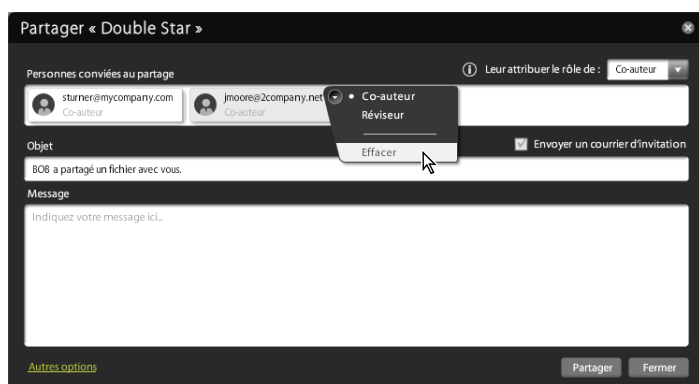 Partager « Double Star »
Personnes conviées au partage
Leur attribuer le rôle de :
Co-auteur
sturner@mycompany.com
Co-auteur
jmoore@2company.net
Co-auteur
Co-auteur
Réviseur
Effacer
Objet
Envoyer un courrier d'invitation
BOB a partagé un fichier avec vous.
Message
Indiquez votre message ici...
Autres options
Partager
Fermer